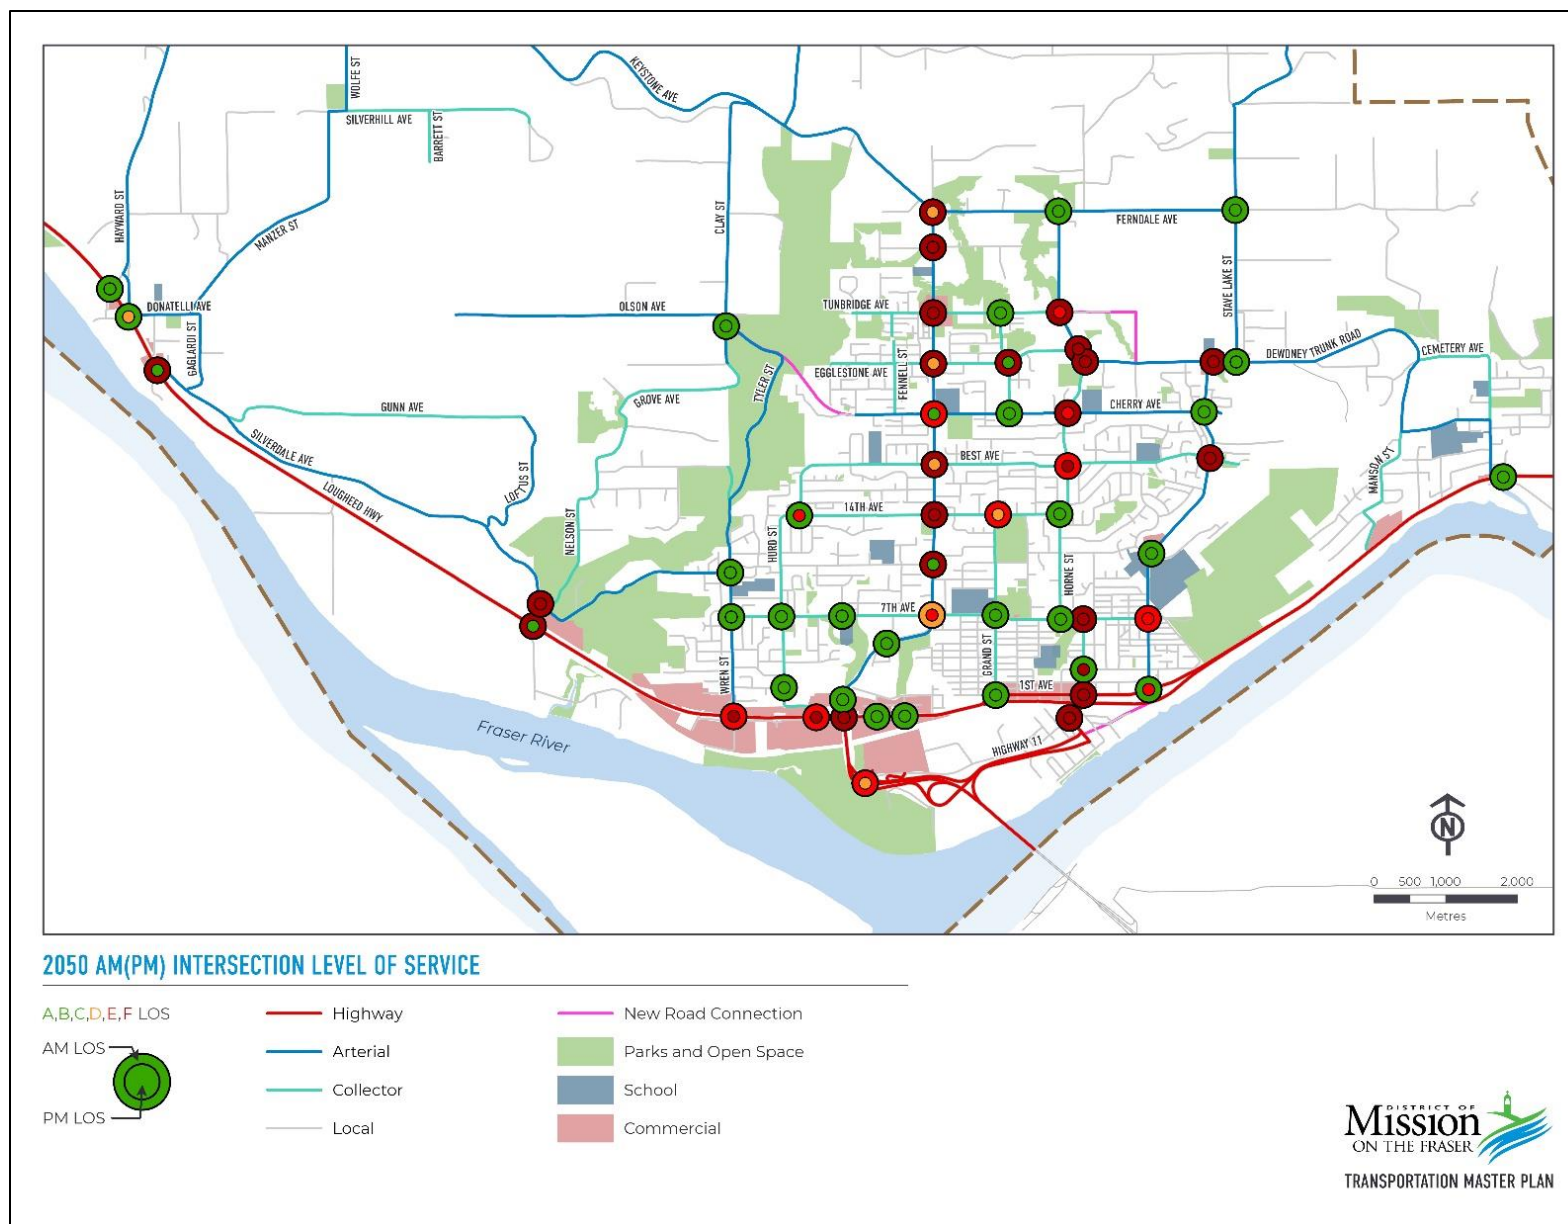 WOLFE ST
KEYSTONE AVE
SILVERHILL AVE
BARRETT ST
HAYWARD ST
MANZER ST
CLAY ST
FERNDALE AVE
STAVE LAKE ST
DONATELLI AVE
OLSON AVE
TUNBRIDGE AVE
GAGLARDI ST
TYLER ST
FENNELL ST
EGGLESTONE AVE
DEWDNEY TRUNK ROAD
CEMETERY AVE
GUNN AVE
GROVE AVE
CHERRY AVE
SILVERDALE AVE
BEST AVE
LOFTUS ST
MANSON ST
LOUGHEED HWY
NELSON ST
HURD ST
14TH AVE
HORNE ST
7TH AVE
GRAND ST
WREN ST
1ST AVE
Fraser River
HIGHWAY 11
N
0 500 1,000 2,000
Metres
2050 AM(PM) INTERSECTION LEVEL OF SERVICE
A,B,C,D,E,F LOS
AM LOS
PM LOS
Highway
Arterial
Collector
Local
New Road Connection
Parks and Open Space
School
Commercial
DISTRICT OF
Mission
ON THE FRASER
TRANSPORTATION MASTER PLAN